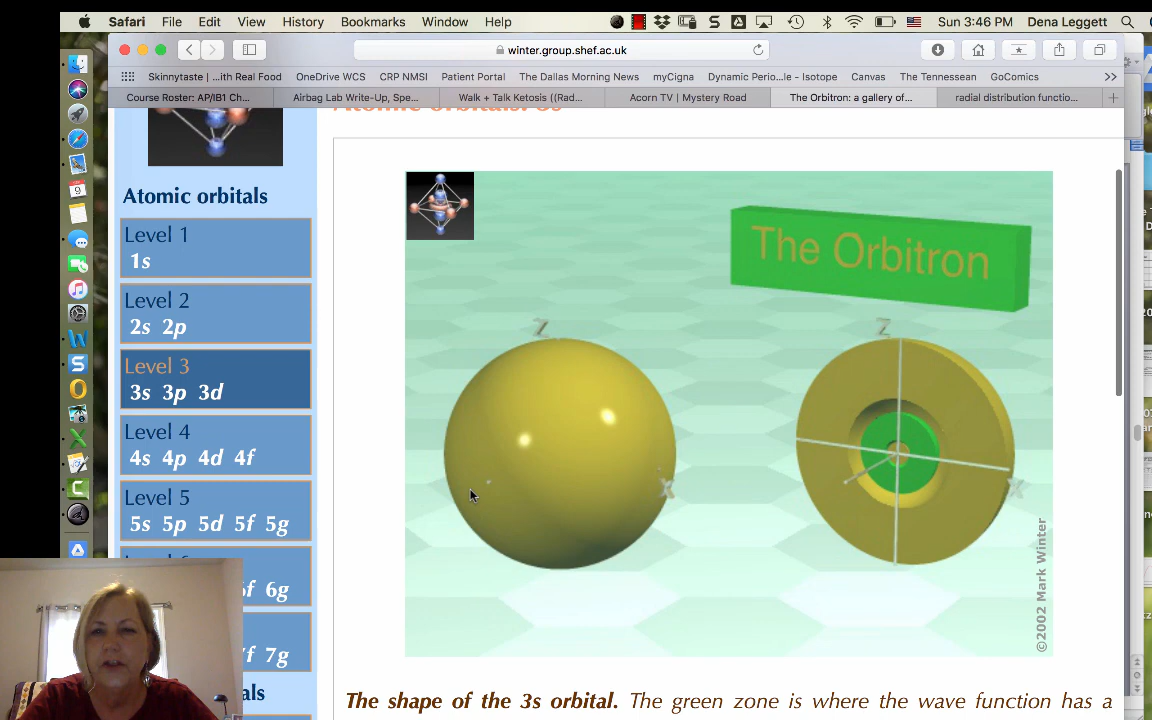 Safari File Edit View History Bookmarks Window Help Sun 3:46 PM Dena Leggett
winter.group.shef.ac.uk
Skinnytaste | ...ith Real Food OneDrive WCS CRP NMSI Patient Portal The Dallas Morning News myCigna Dynamic Perio...le - Isotope Canvas The Tennessean GoComics
Course Roster: AP/IB1 Ch... Airbag Lab Write-Up, Spe... Walk + Talk Ketosis ((Rad... Acorn TV | Mystery Road The Orbitron: a gallery of... radial distribution functio...
Atomic orbitals
Level 1
1s
Level 2
2s 2p
Level 3
3s 3p 3d
Level 4
4s 4p 4d 4f
Level 5
5s 5p 5d 5f 5g
6g
7g
The Orbitron
Z
X
Z
X
©2002 Mark Winter
The shape of the 3s orbital. The green zone is where the wave function has a